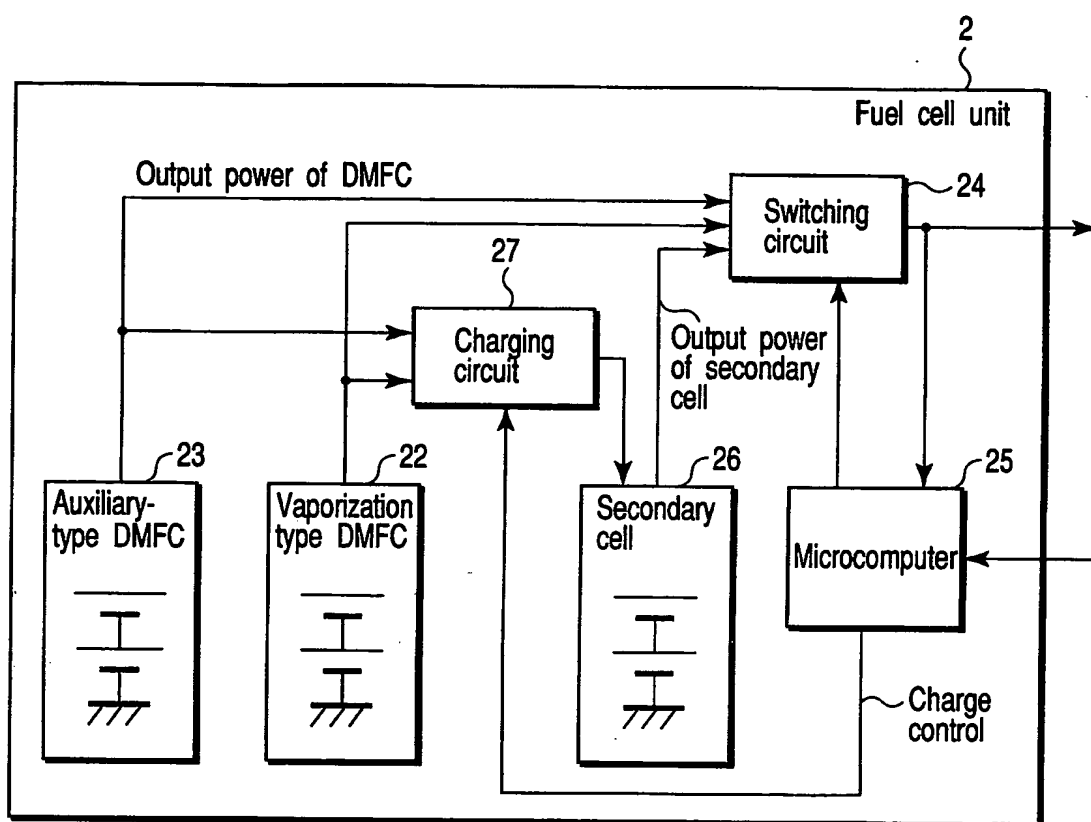 2
Fuel cell unit
Output power of DMFC
24
Switching
circuit
27
Charging
circuit
Output power
of secondary
cell
23
Auxiliary-
type DMFC
22
Vaporization
type DMFC
26
Secondary
cell
25
Microcomputer
Charge
control